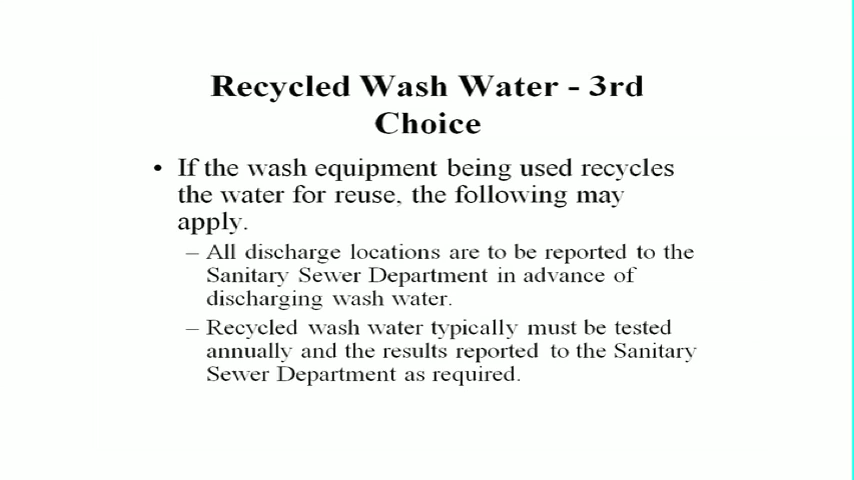 Recycled Wash Water - 3rd
Choice
• If the wash equipment being used recycles
the water for reuse, the following may
apply.
– All discharge locations are to be reported to the
Sanitary Sewer Department in advance of
discharging wash water.
– Recycled wash water typically must be tested
annually and the results reported to the Sanitary
Sewer Department as required.